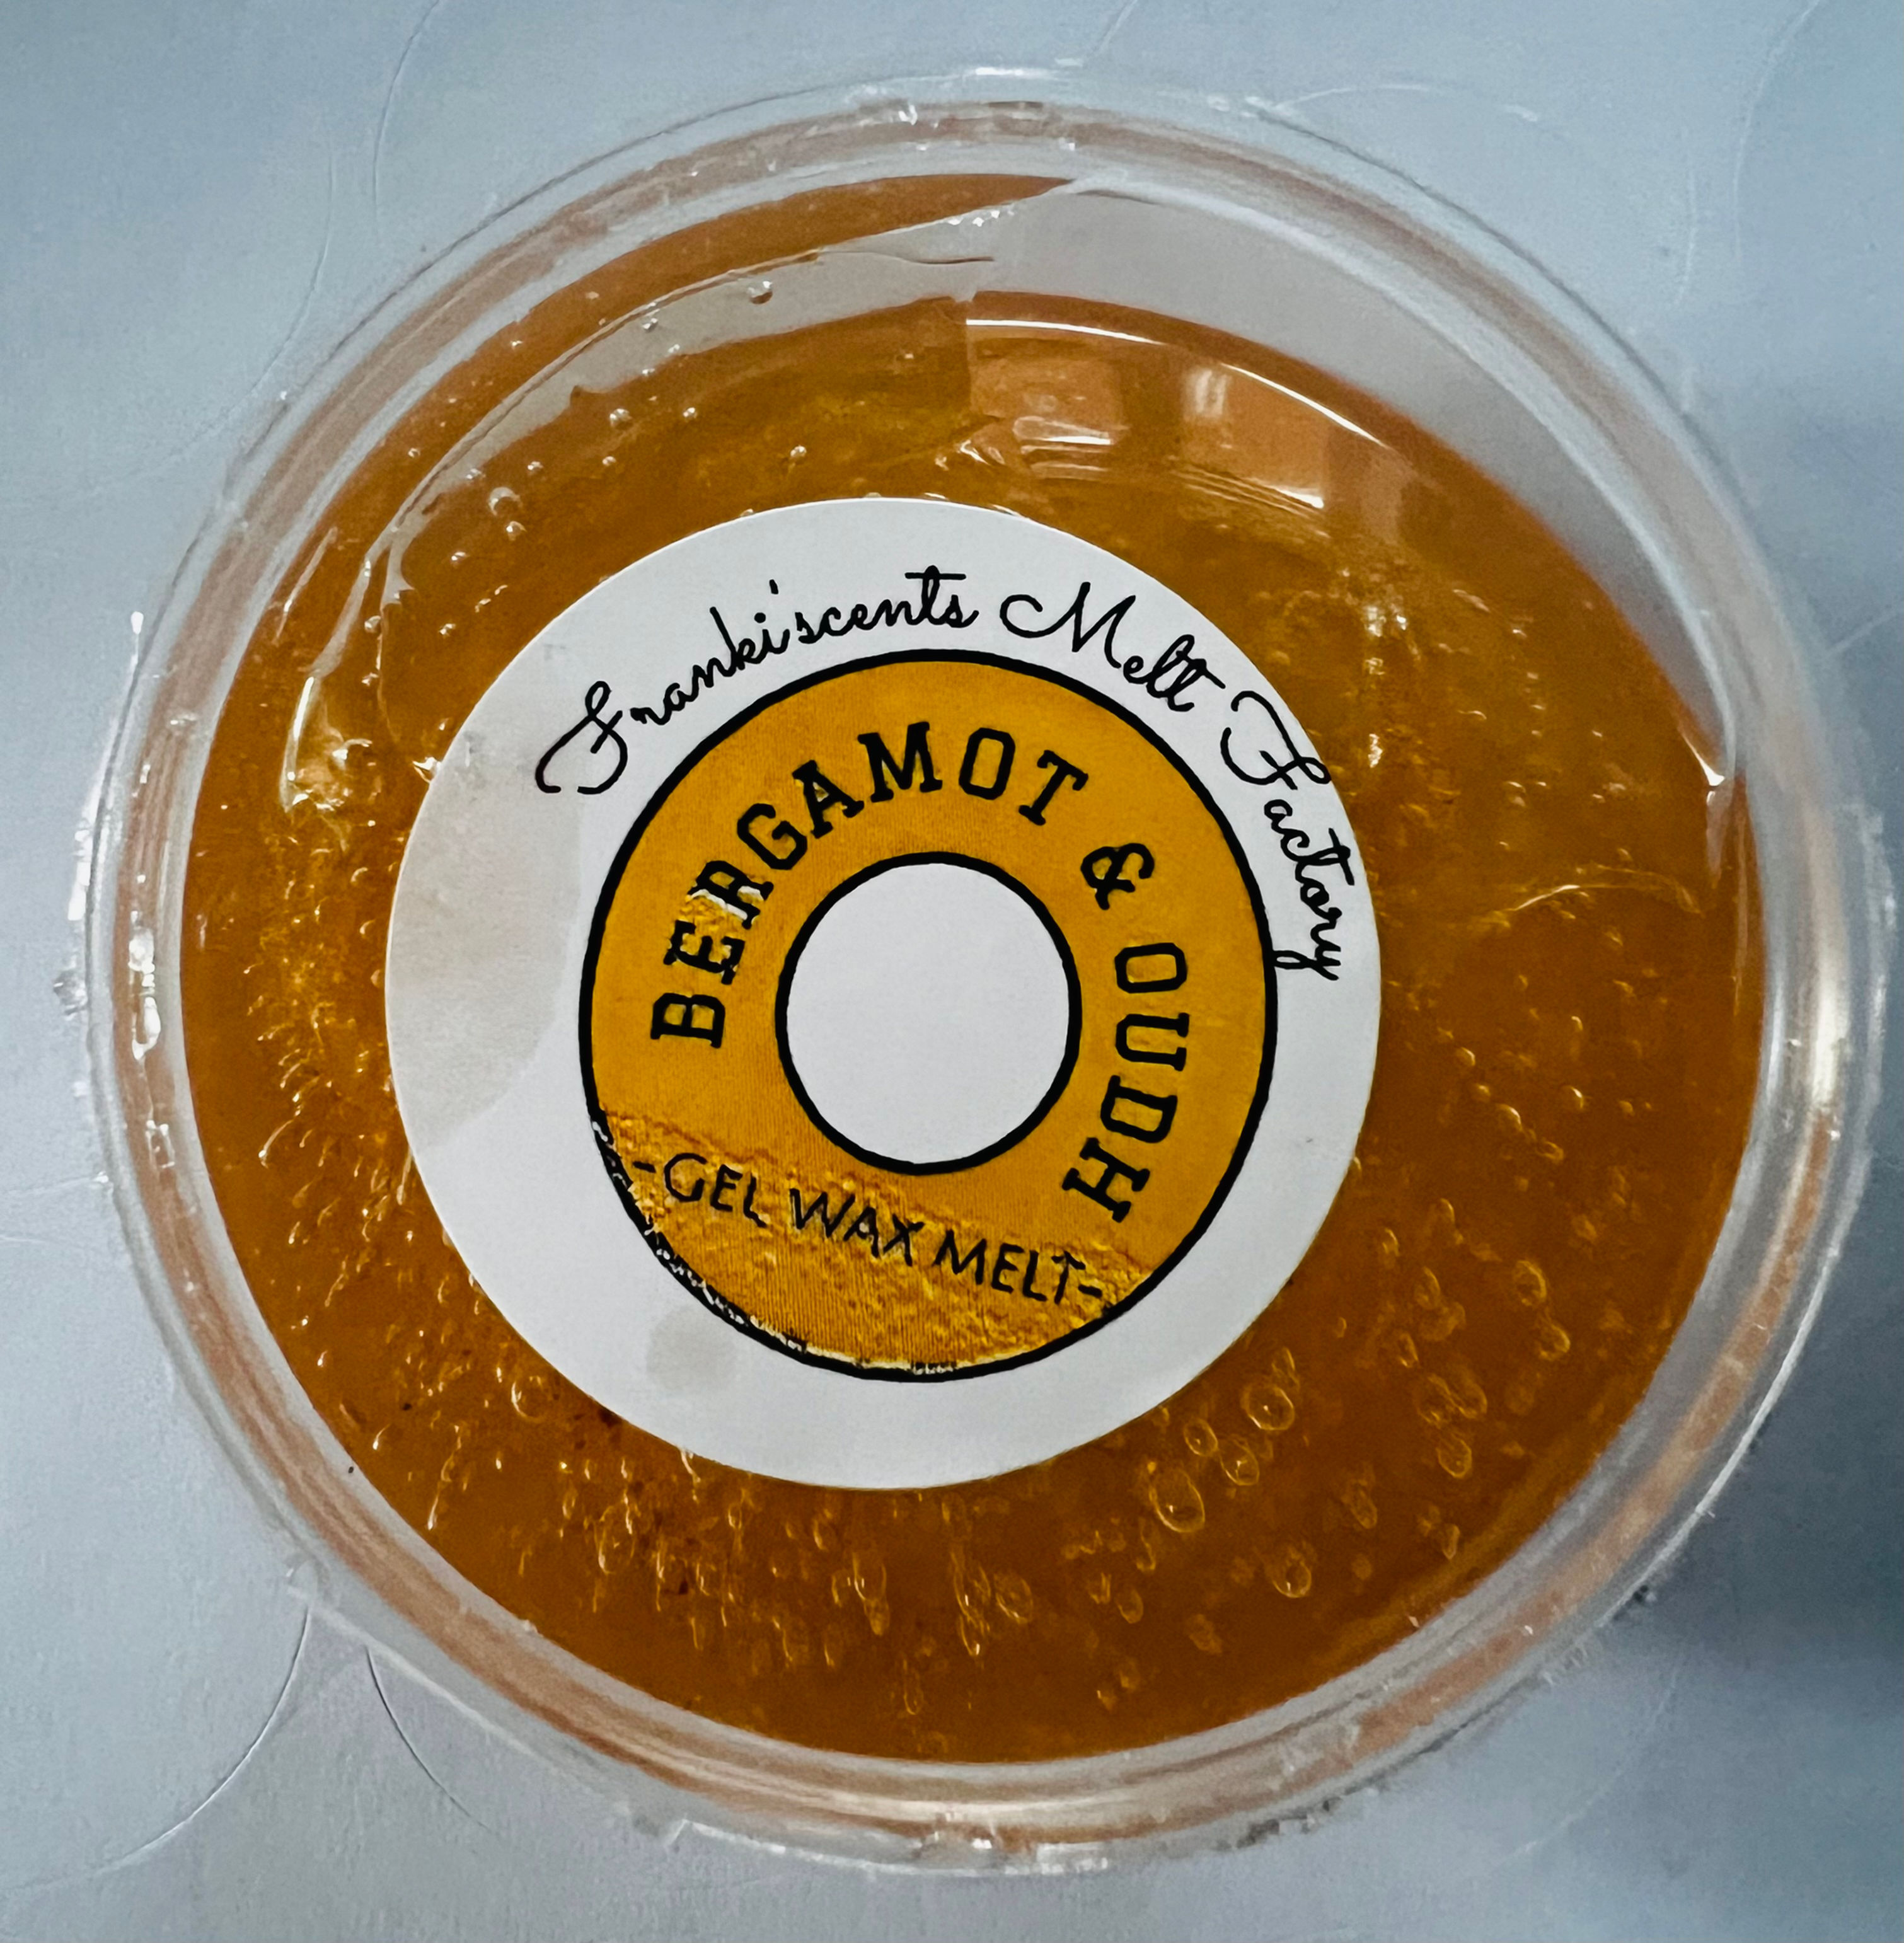 Franki'scents Melt Factory
BERGAMOT & OUDH
-GEL WAX MELT-